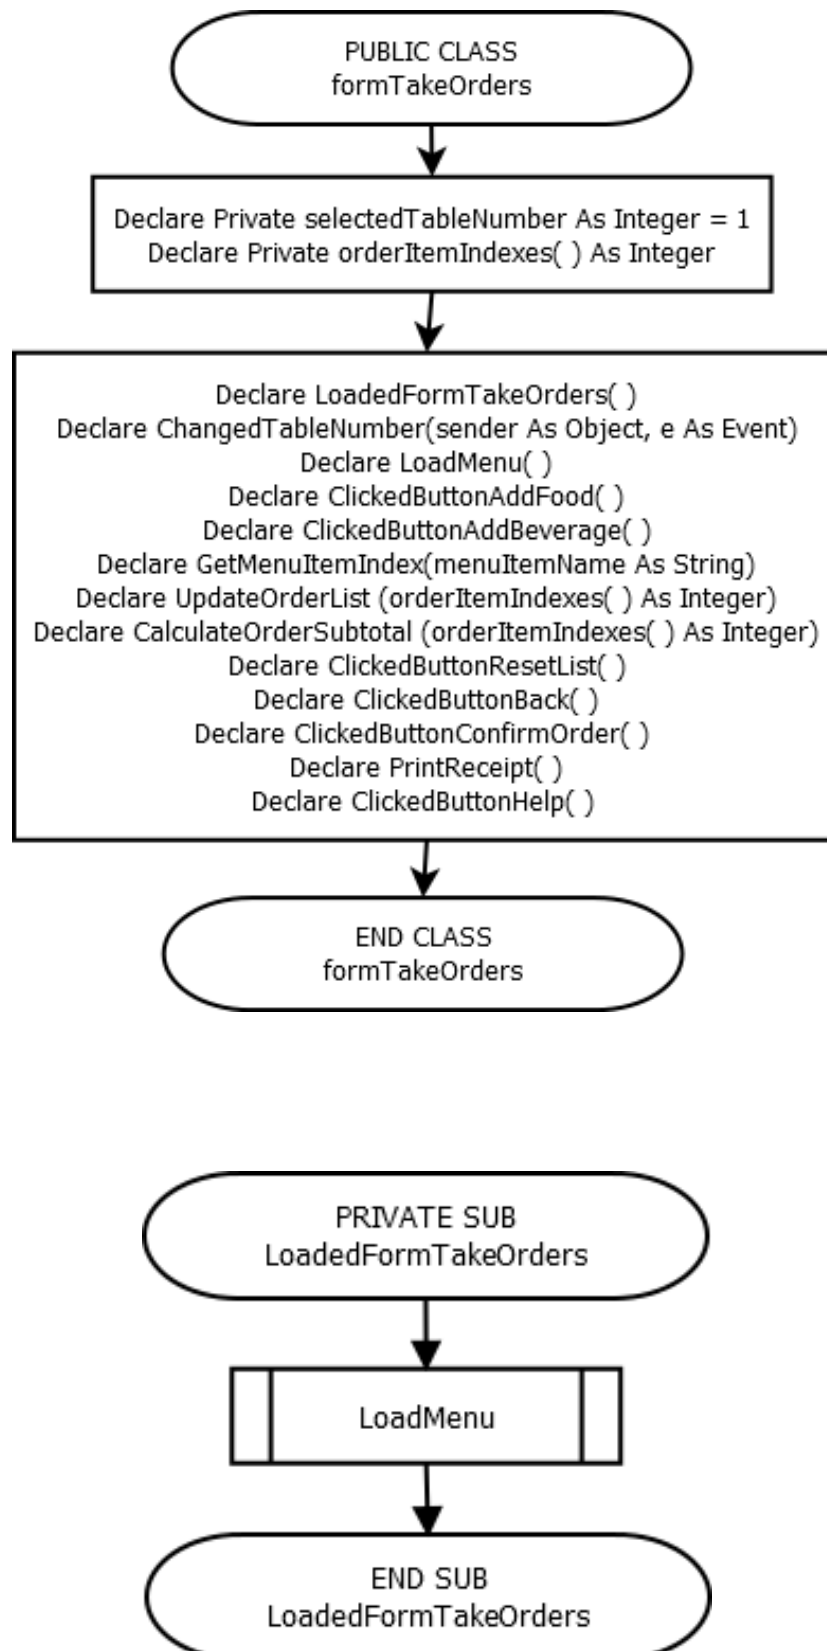 PUBLIC CLASS
formTakeOrders
Declare Private selectedTableNumber As Integer = 1
Declare Private orderItemIndexes( ) As Integer
Declare LoadedFormTakeOrders( )
Declare ChangedTableNumber(sender As Object, e As Event)
Declare LoadMenu( )
Declare ClickedButtonAddFood( )
Declare ClickedButtonAddBeverage( )
Declare GetMenuItemIndex(menuItemName As String)
Declare UpdateOrderList (orderItemIndexes( ) As Integer)
Declare CalculateOrderSubtotal (orderItemIndexes( ) As Integer)
Declare ClickedButtonResetList( )
Declare ClickedButtonBack( )
Declare ClickedButtonConfirmOrder( )
Declare PrintReceipt( )
Declare ClickedButtonHelp( )
END CLASS
formTakeOrders
PRIVATE SUB
LoadedFormTakeOrders
LoadMenu
END SUB
LoadedFormTakeOrders